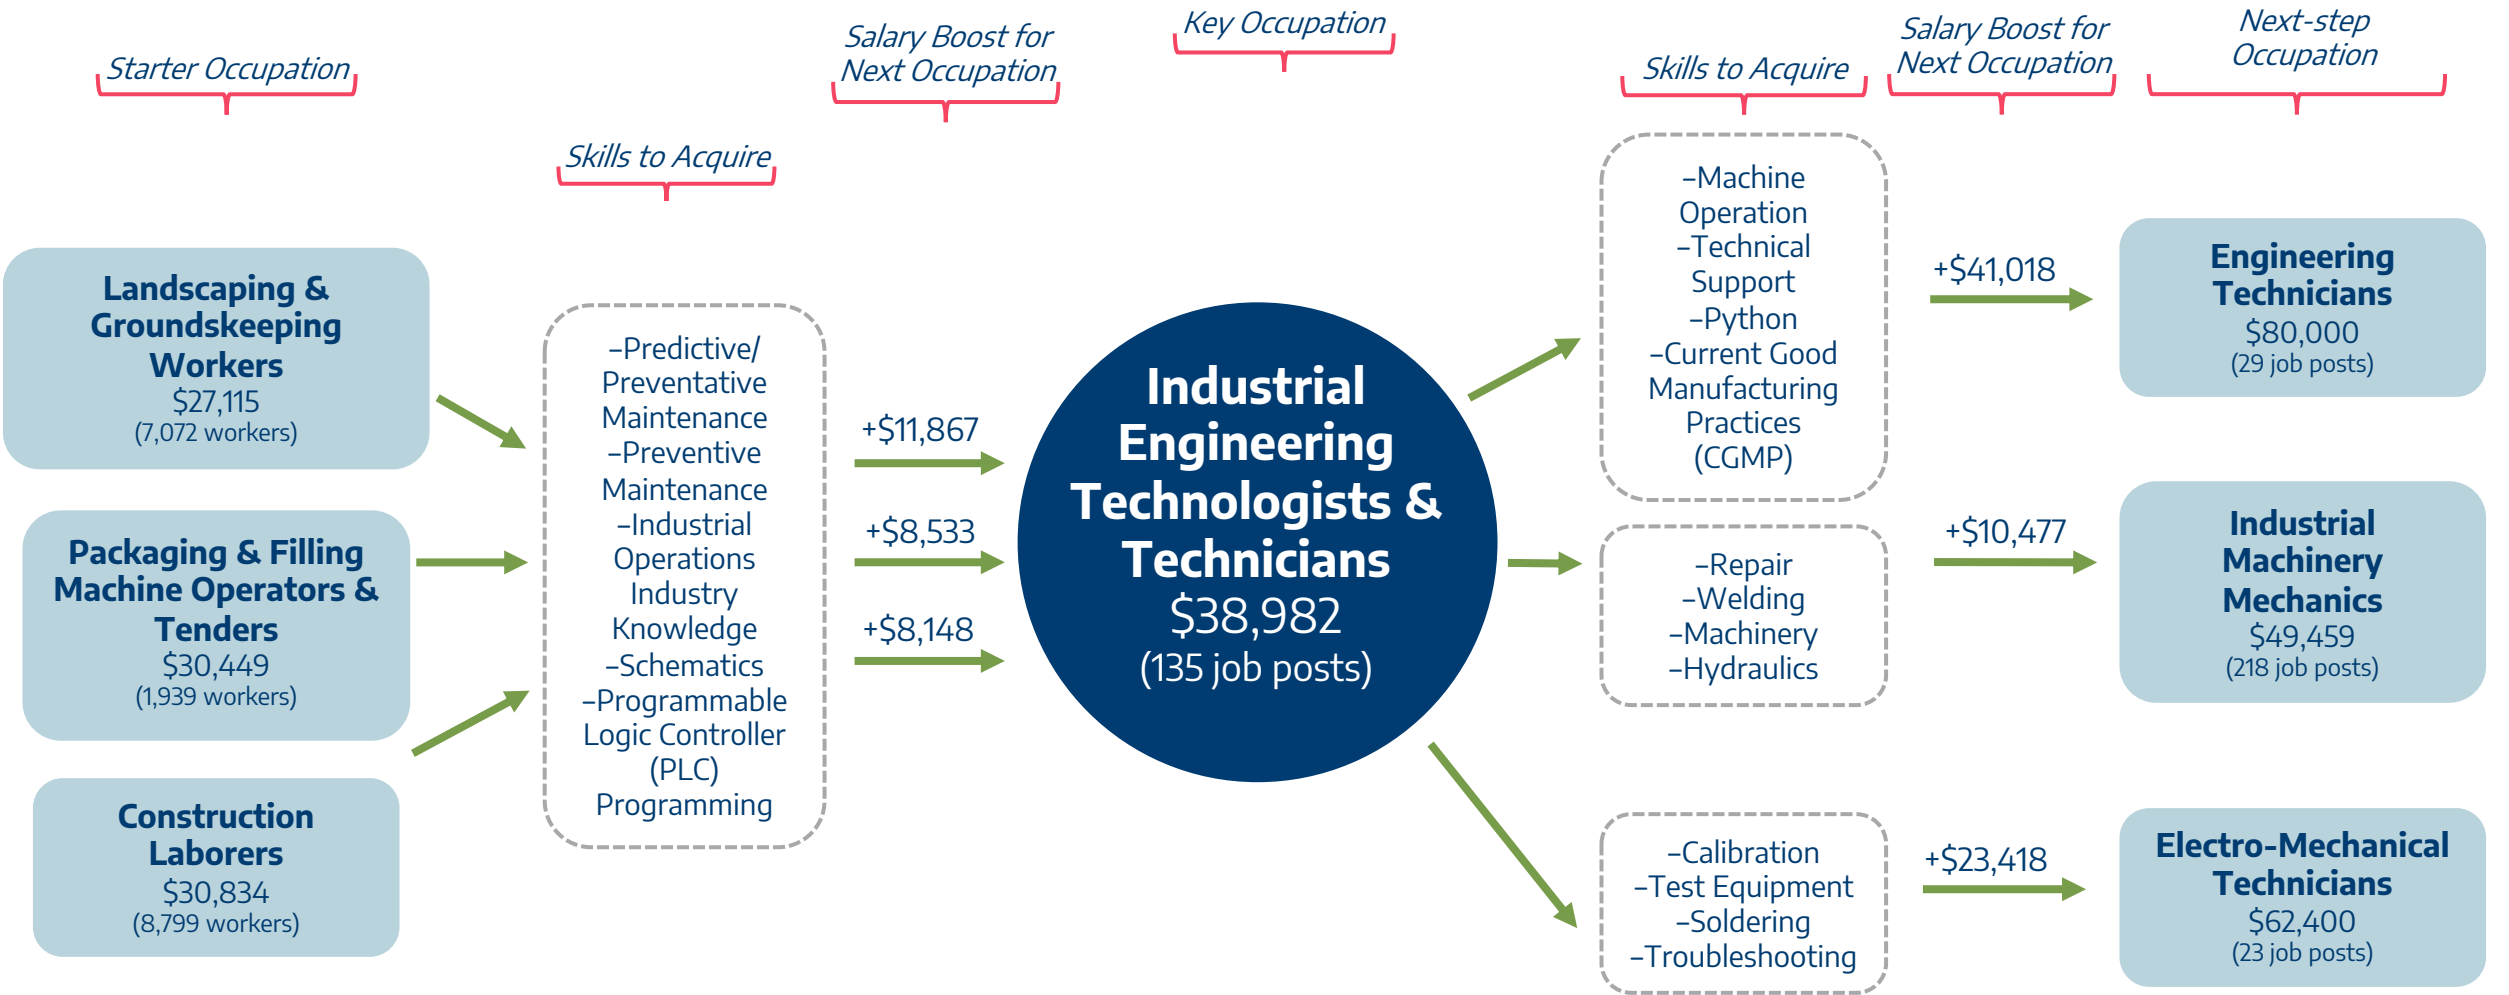 Starter Occupation
Skills to Acquire
Salary Boost for
Next Occupation
Key Occupation
Skills to Acquire
Salary Boost for
Next Occupation
Next-step
Occupation
Landscaping &
Groundskeeping
Workers
$27,115
(7,072 workers)
Packaging & Filling
Machine Operators &
Tenders
$30,449
(1,939 workers)
Construction
Laborers
$30,834
(8,799 workers)
–Predictive/
Preventative
Maintenance
–Preventive
Maintenance
–Industrial
Operations
Industry
Knowledge
–Schematics
–Programmable
Logic Controller
(PLC)
Programming
+$11,867
+$8,533
+$8,148
Industrial
Engineering
Technologists &
Technicians
$38,982
(135 job posts)
–Machine
Operation
–Technical
Support
–Python
–Current Good
Manufacturing
Practices
(CGMP)
–Repair
–Welding
–Machinery
–Hydraulics
–Calibration
–Test Equipment
–Soldering
–Troubleshooting
+$41,018
+$10,477
+$23,418
Engineering
Technicians
$80,000
(29 job posts)
Industrial
Machinery
Mechanics
$49,459
(218 job posts)
Electro-Mechanical
Technicians
$62,400
(23 job posts)